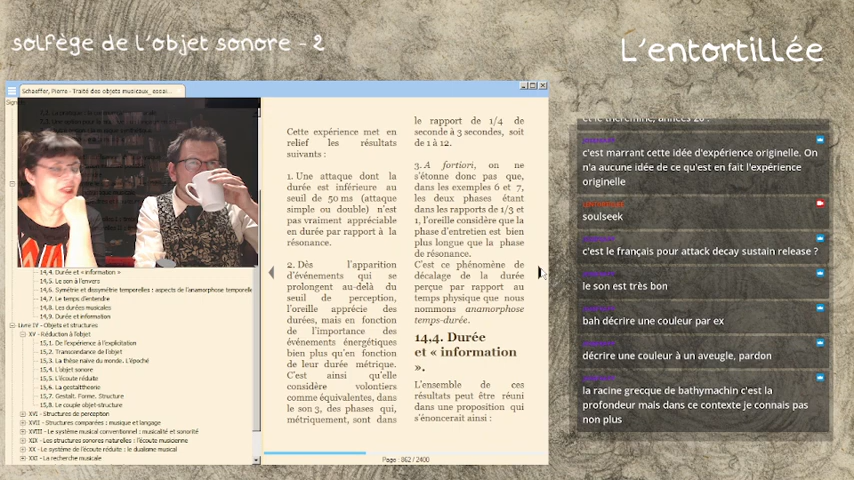 solfège de l'objet sonore - 2
L'entortillée
Schaeffer, Pierre - Traité des objets musicaux_ essai...
14,4. Durée et « information »
14,5. Le son à l'envers
14,6. Symétrie et dissymétrie temporelles : aspects de l'anamorphose temporelle
14,7. Le temps d'entendre
14,8. Les durées musicales
14,9. Durée et information
Livre IV - Objets et structures
XV - Réduction à l'objet
15,1. De l'expérience à l'explicitation
15,2. Transcendance de l'objet
15,3. La thèse naïve du monde. L'époché
15,4. L'objet sonore
15,5. L'écoute réduite
15,6. La gestalttheorie
15,7. Gestalt. Forme. Structure
15,8. Le couple objet-structure
XVI - Structures de perception
XVII - Structures comparées : musique et langage
XVIII - Le système musical conventionnel : musicalité et sonorité
XIX - Les structures sonores naturelles : l'écoute musicienne
XX - Le système de l'écoute réduite : le dualisme musical
XXI - La recherche musicale
Cette expérience met en
relief les résultats
suivants :
1. Une attaque dont la
durée est inférieure au
seuil de 50 ms (attaque
simple ou double) n'est
pas vraiment appréciable
en durée par rapport à la
résonance.
2. Dès l'apparition
d'événements qui se
prolongent au-delà du
seuil de perception,
l'oreille apprécie des
durées, mais en fonction
de l'importance des
événements énergétiques
bien plus qu'en fonction
de leur durée métrique.
C'est ainsi qu'elle
considère volontiers
comme équivalentes, dans
le son 3, des phases qui,
métriquement, sont dans
le rapport de 1/4 de
seconde à 3 secondes, soit
de 1 à 12.
3. A fortiori, on ne
s'étonne donc pas que,
dans les exemples 6 et 7,
les deux phases étant
dans les rapports de 1/3 et
1, l'oreille considère que la
phase d'entretien est bien
plus longue que la phase
de résonance.
C'est ce phénomène de
décalage de la durée
perçue par rapport au
temps physique que nous
nommons anamorphose
temps-durée.
14,4. Durée
et « information
».
L'ensemble de ces
résultats peut être réuni
dans une proposition qui
s'énoncerait ainsi :
Page : 862 / 2400
et le thérémine, années 20 !
c'est marrant cette idée d'expérience originelle. On
n'a aucune idée de ce qu'est en fait l'expérience
originelle
soulseek
c'est le français pour attack decay sustain release ?
le son est très bon
bah décrire une couleur par ex
décrire une couleur à un aveugle, pardon
la racine grecque de bathymachin c'est la
profondeur mais dans ce contexte je connais pas
non plus